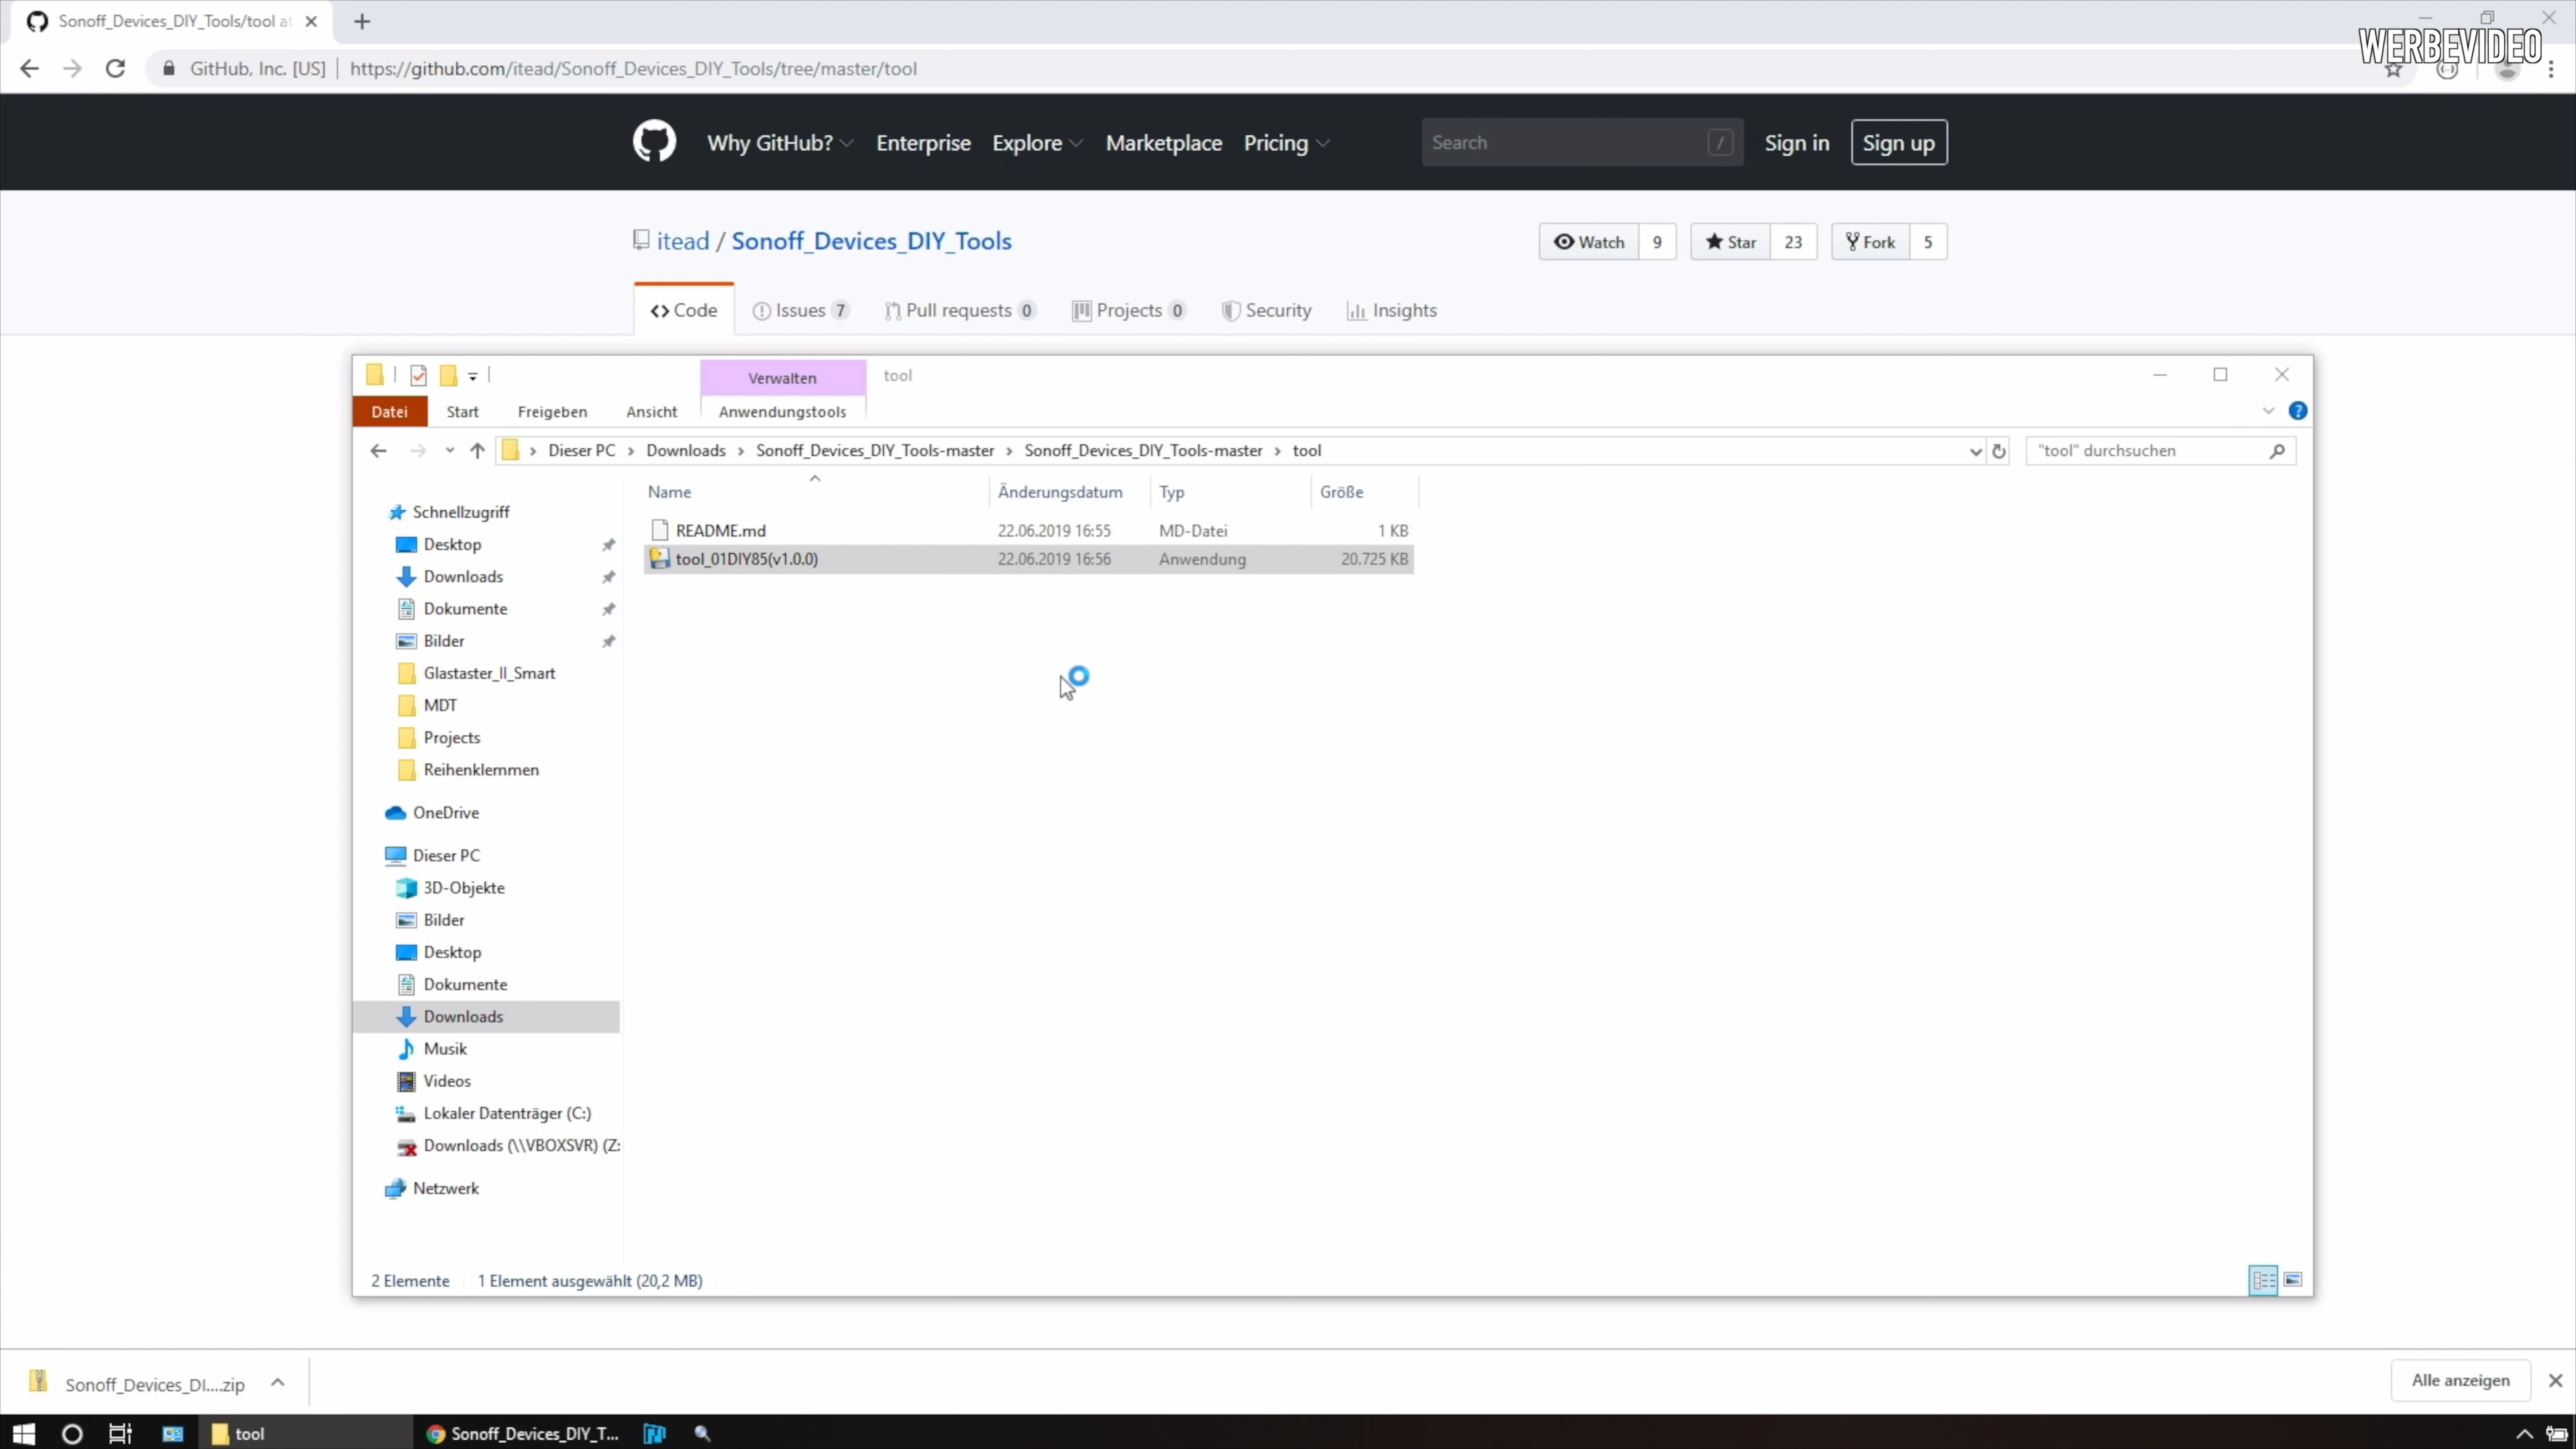 Sonoff_Devices_DIY_Tools/tool at
WERBEVIDEO
GitHub, Inc. [US] | https://github.com/itead/Sonoff_Devices_DIY_Tools/tree/master/tool
Why GitHub? Enterprise Explore Marketplace Pricing Search / Sign in Sign up
itead / Sonoff_Devices_DIY_Tools Watch 9 Star 23 Fork 5
Code Issues 7 Pull requests 0 Projects 0 Security Insights
Verwalten tool
Datei Start Freigeben Ansicht Anwendungstools ?
Dieser PC > Downloads > Sonoff_Devices_DIY_Tools-master > Sonoff_Devices_DIY_Tools-master > tool "tool" durchsuchen
Name Änderungsdatum Typ Größe
README.md 22.06.2019 16:55 MD-Datei 1 KB
tool_01DIY85(v1.0.0) 22.06.2019 16:56 Anwendung 20.725 KB
Schnellzugriff
Desktop
Downloads
Dokumente
Bilder
Glastaster_II_Smart
MDT
Projects
Reihenklemmen
OneDrive
Dieser PC
3D-Objekte
Bilder
Desktop
Dokumente
Downloads
Musik
Videos
Lokaler Datenträger (C:)
Downloads (\\VBOXSVR) (Z:
Netzwerk
2 Elemente 1 Element ausgewählt (20,2 MB)
Sonoff_Devices_DI....zip Alle anzeigen
tool Sonoff_Devices_DIY_T...